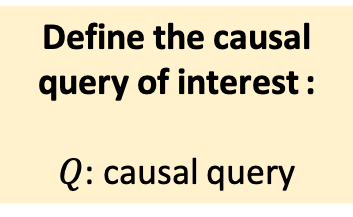 Define the causal
query of interest :
Q: causal query